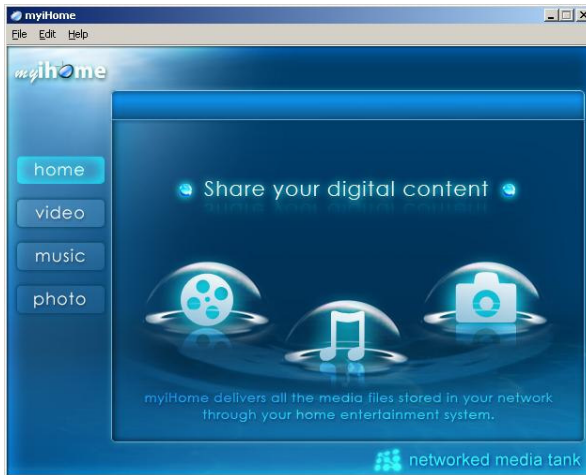 myiHome
File Edit Help
myihome
home
Share your digital content
video
music
photo
myiHome delivers all the media files stored in your network
through your home entertainment system.
networked media tank